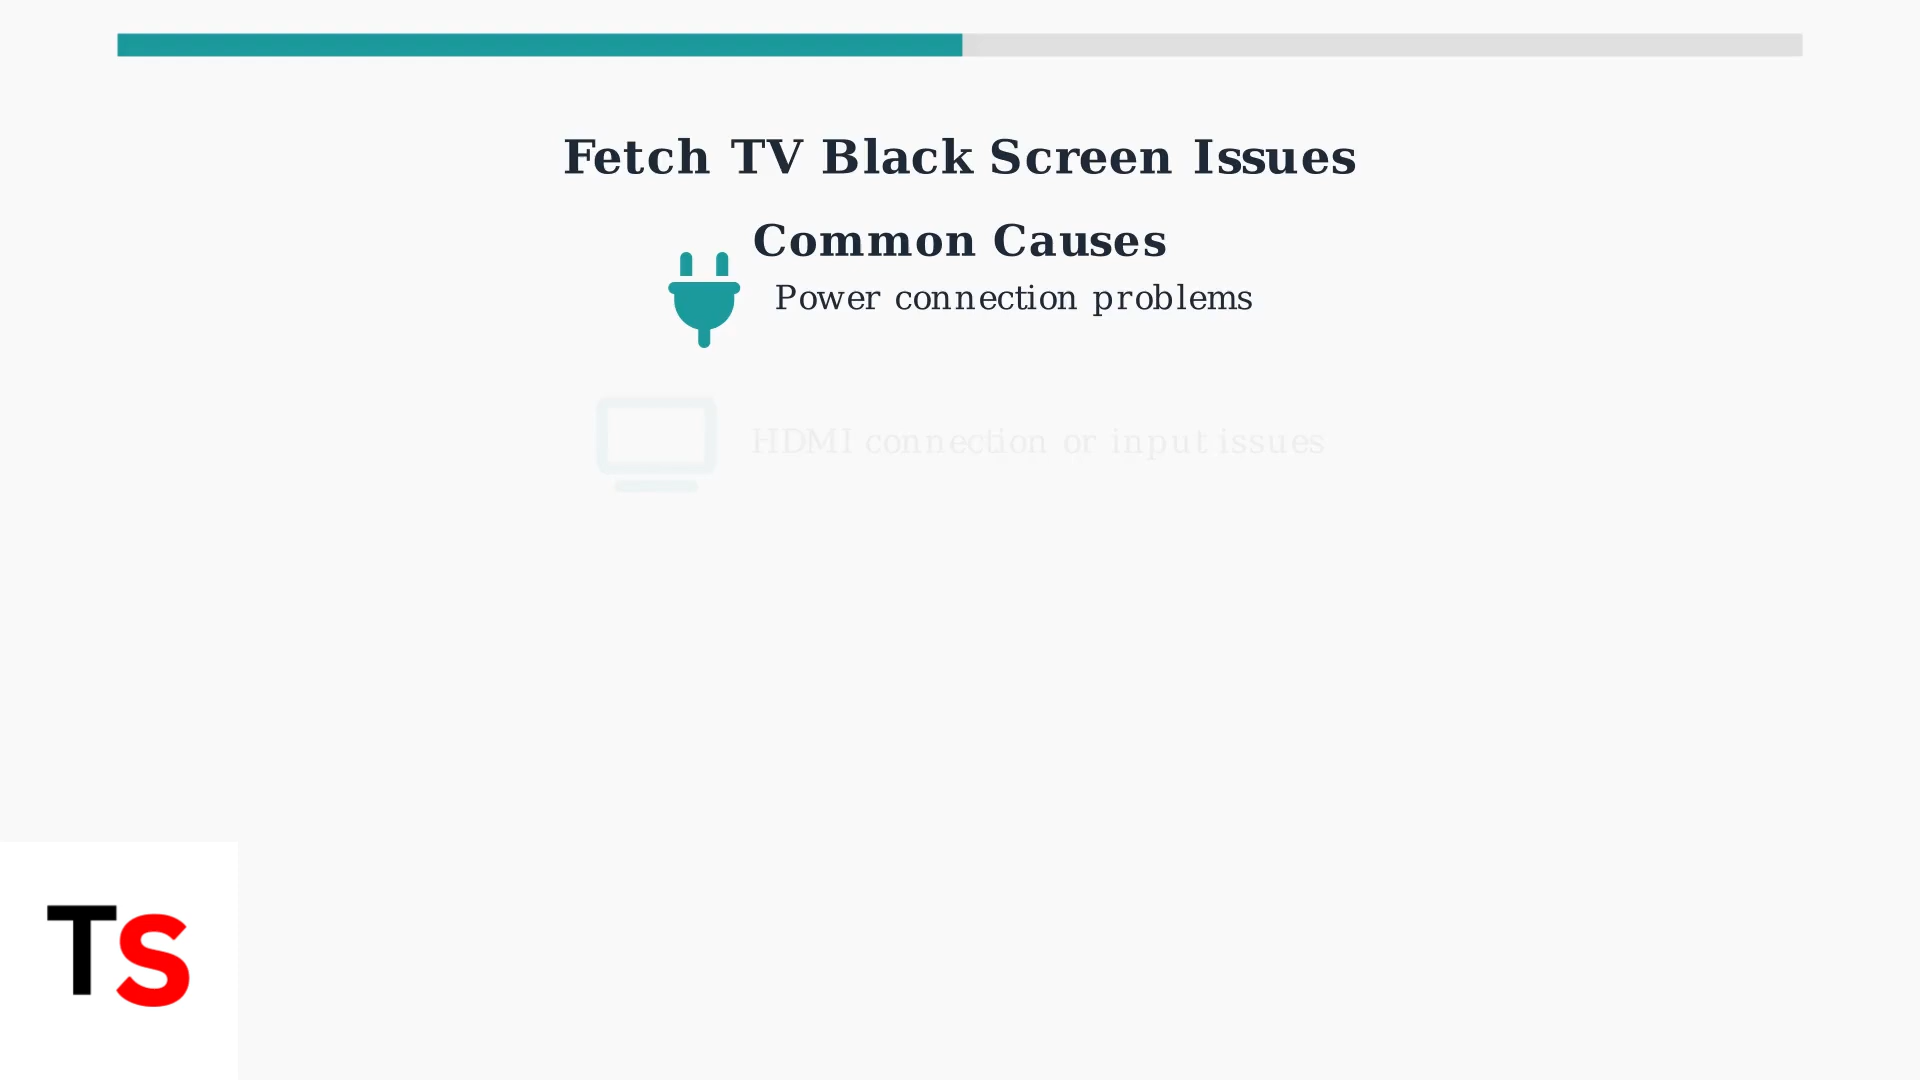 Fetch TV Black Screen Issues
Common Causes
Power connection problems
HDMI connection or input issues
TS